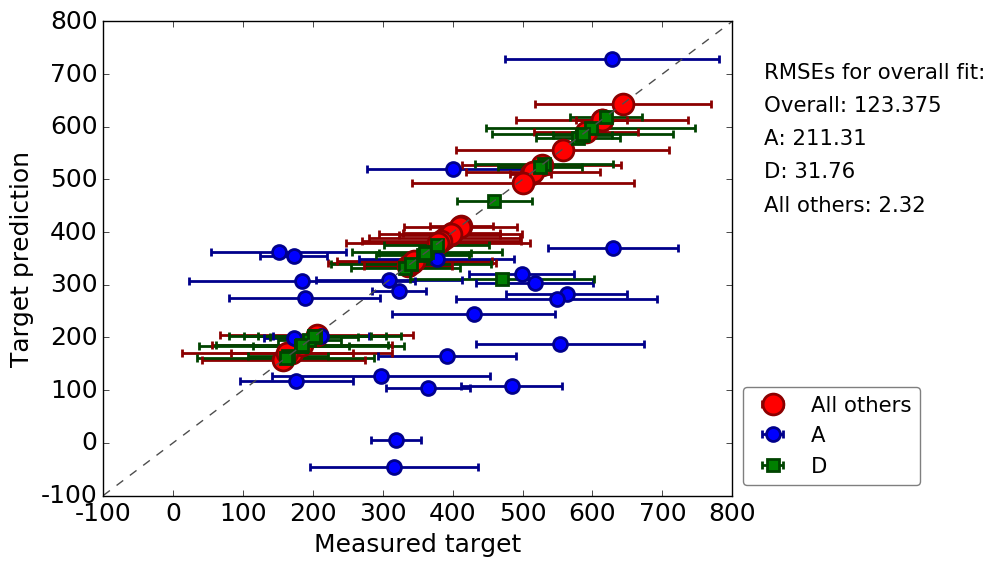 800
700
600
500
400
300
200
100
0
-100
-100 0 100 200 300 400 500 600 700 800
Target prediction
Measured target
RMSEs for overall fit:
Overall: 123.375
A: 211.31
D: 31.76
All others: 2.32
All others
A
D